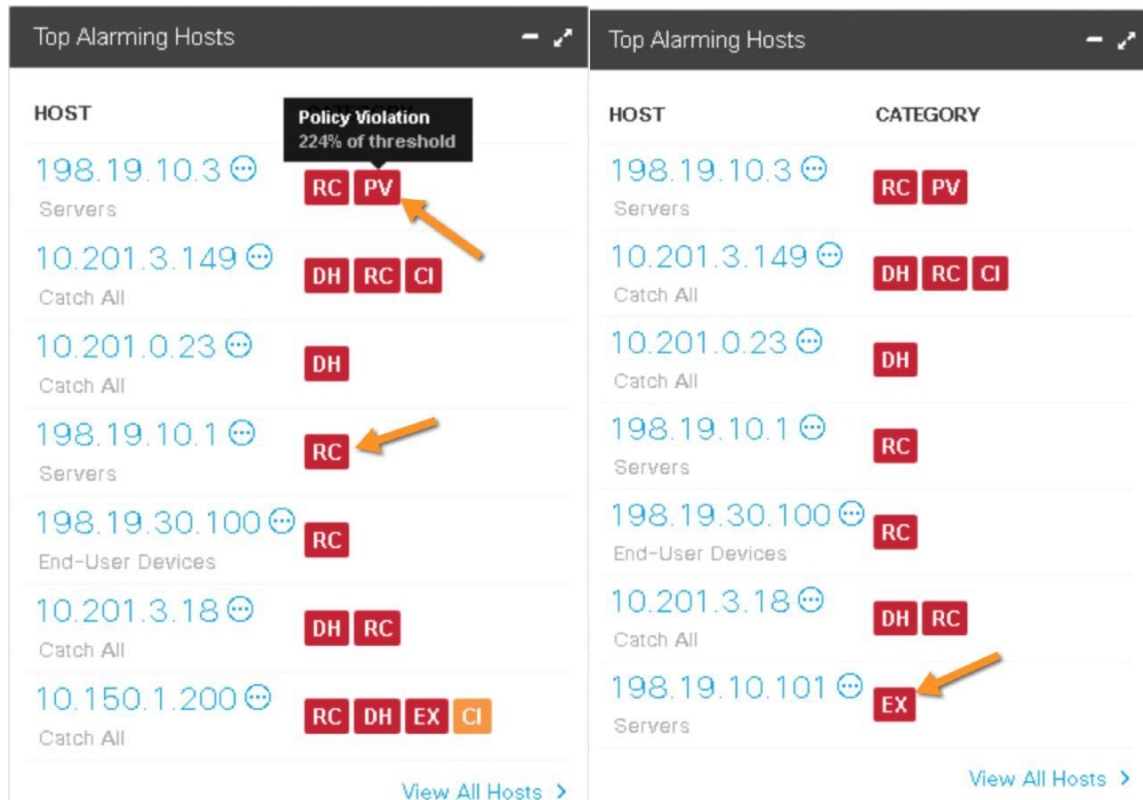 Top Alarming Hosts
HOST
Policy Violation
224% of threshold
198.19.10.3
RC PV
Servers
10.201.3.149
DH RC CI
Catch All
10.201.0.23
DH
Catch All
198.19.10.1
RC
Servers
198.19.30.100
RC
End-User Devices
10.201.3.18
DH RC
Catch All
10.150.1.200
RC DH EX CI
Catch All
View All Hosts >
Top Alarming Hosts
HOST CATEGORY
198.19.10.3
RC PV
Servers
10.201.3.149
DH RC CI
Catch All
10.201.0.23
DH
Catch All
198.19.10.1
RC
Servers
198.19.30.100
RC
End-User Devices
10.201.3.18
DH RC
Catch All
198.19.10.101
EX
Servers
View All Hosts >